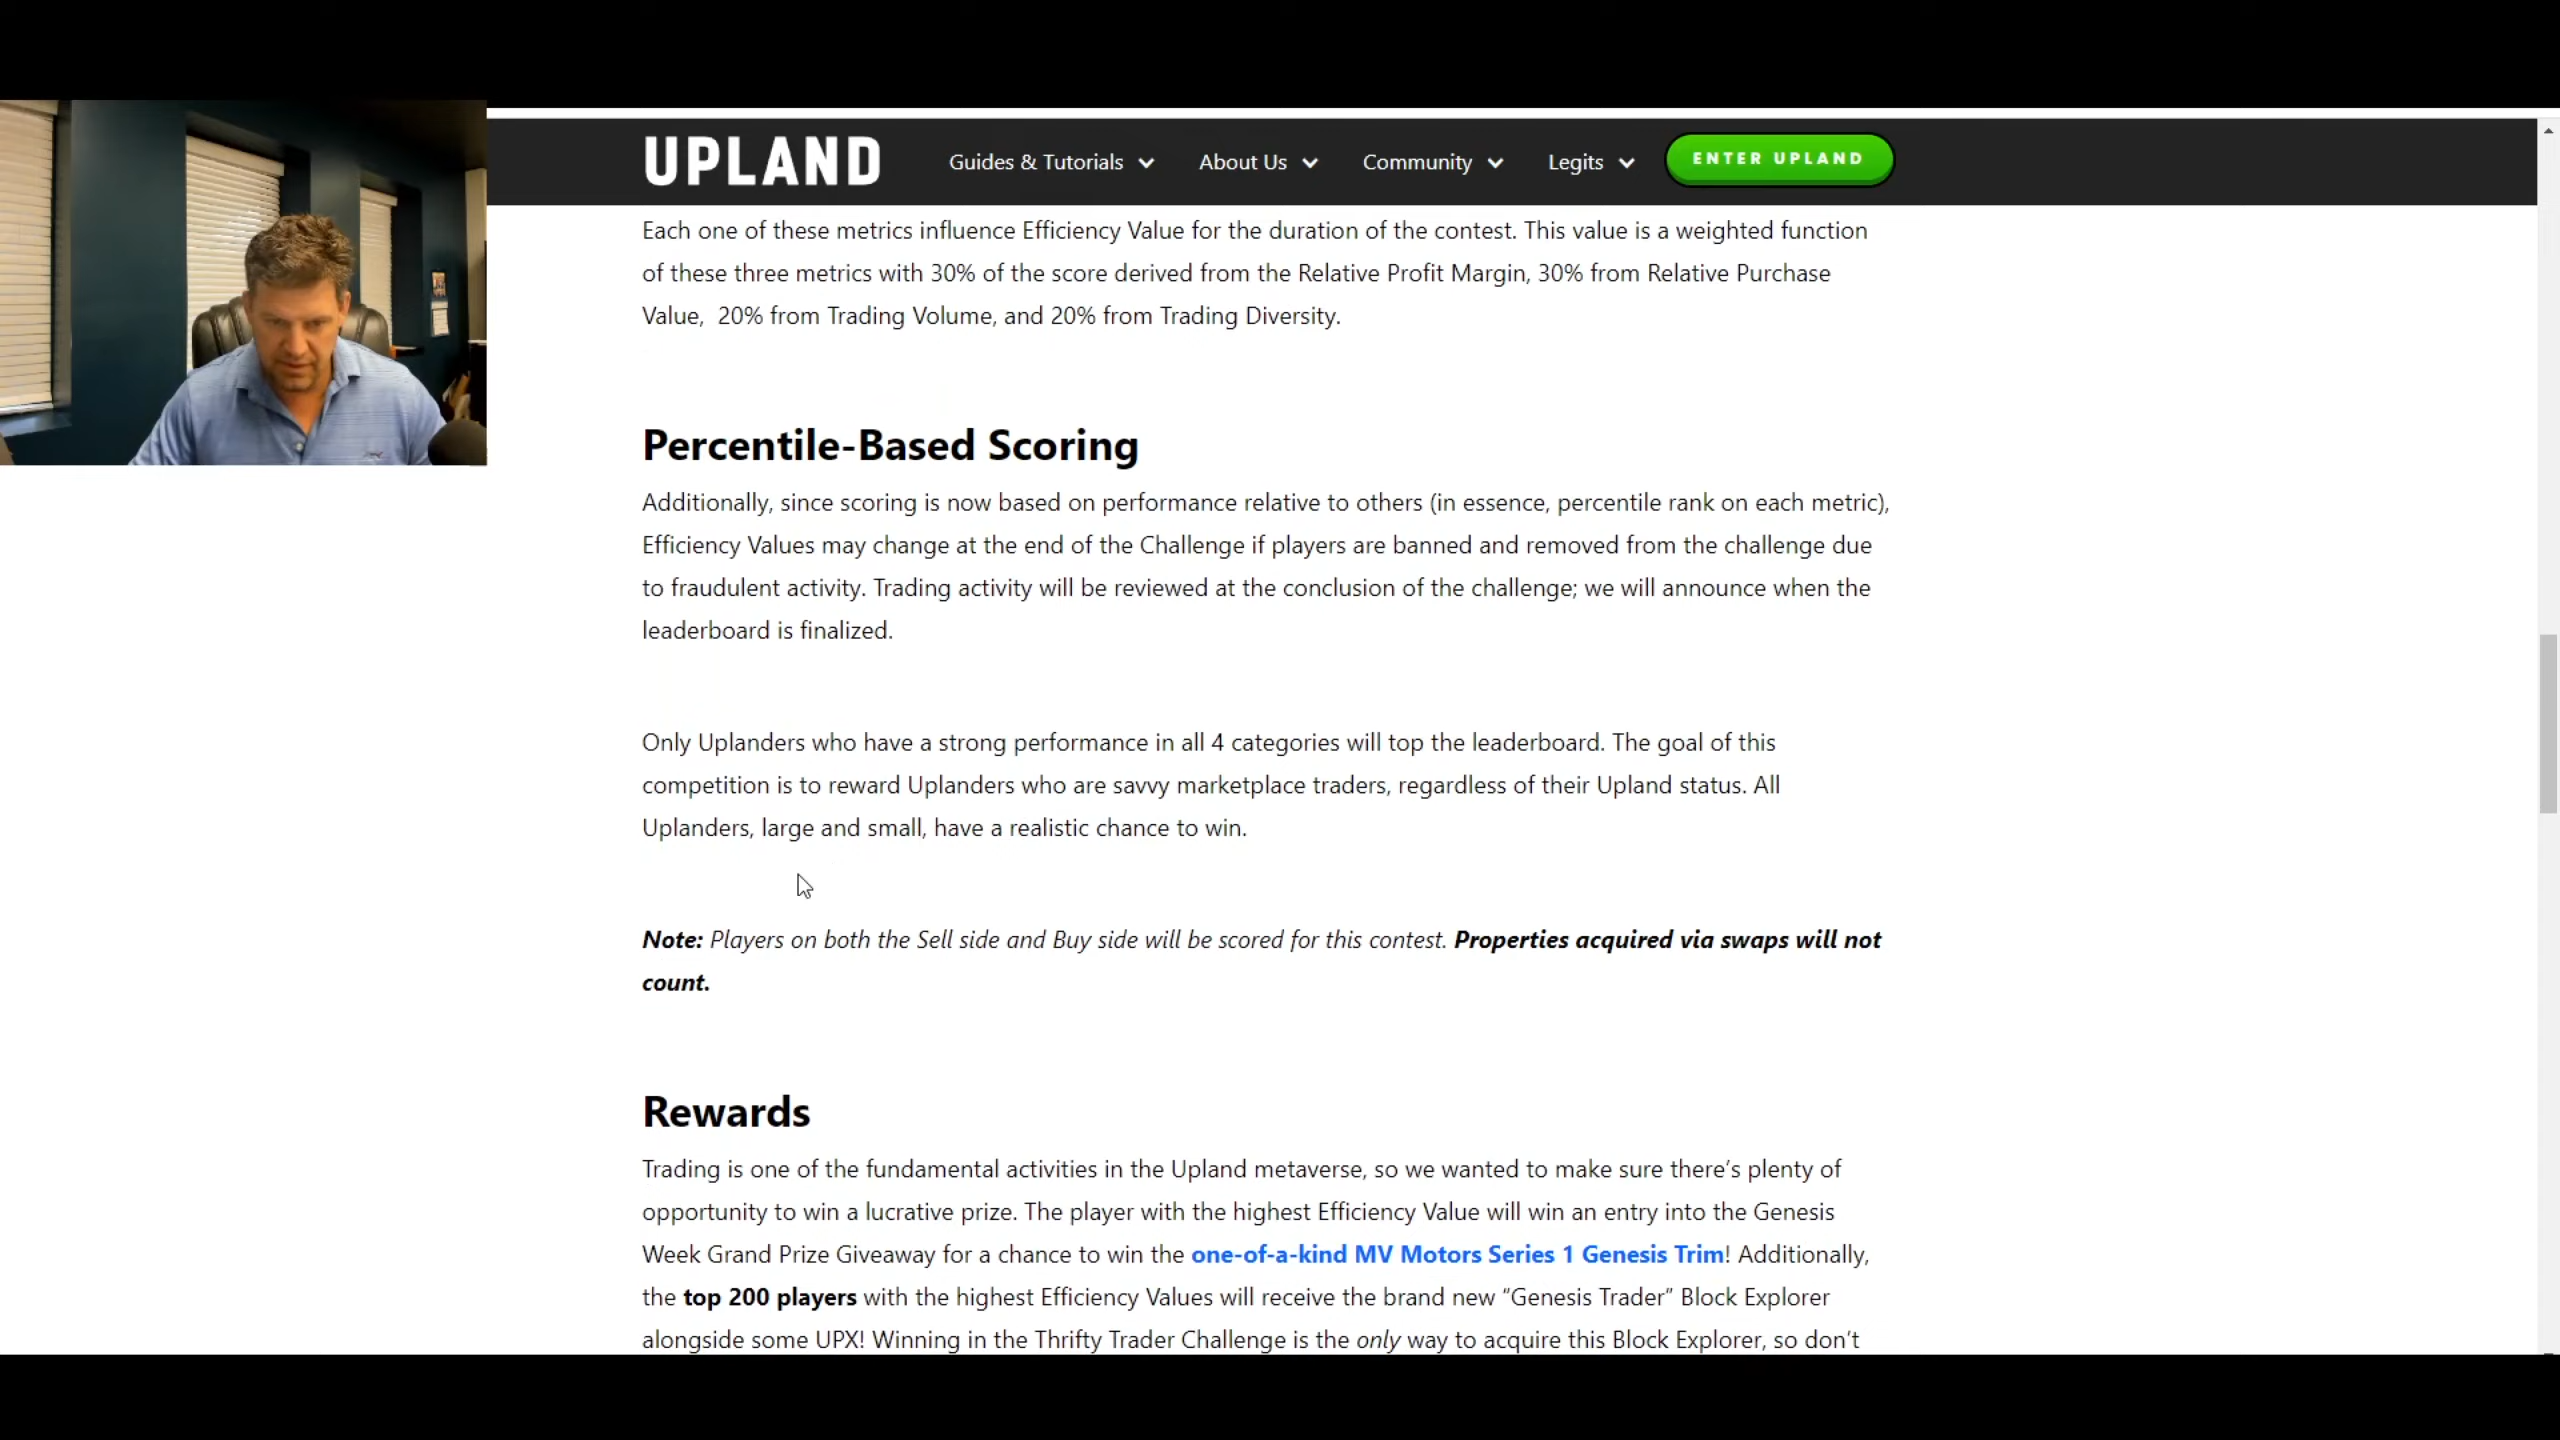 UPLAND
Guides & Tutorials
About Us
Community
Legits
ENTER UPLAND
Each one of these metrics influence Efficiency Value for the duration of the contest. This value is a weighted function
of these three metrics with 30% of the score derived from the Relative Profit Margin, 30% from Relative Purchase
Value,  20% from Trading Volume, and 20% from Trading Diversity.
Percentile-Based Scoring
Additionally, since scoring is now based on performance relative to others (in essence, percentile rank on each metric),
Efficiency Values may change at the end of the Challenge if players are banned and removed from the challenge due
to fraudulent activity. Trading activity will be reviewed at the conclusion of the challenge; we will announce when the
leaderboard is finalized.
Only Uplanders who have a strong performance in all 4 categories will top the leaderboard. The goal of this
competition is to reward Uplanders who are savvy marketplace traders, regardless of their Upland status. All
Uplanders, large and small, have a realistic chance to win.
Note: Players on both the Sell side and Buy side will be scored for this contest. Properties acquired via swaps will not
count.
Rewards
Trading is one of the fundamental activities in the Upland metaverse, so we wanted to make sure there’s plenty of
opportunity to win a lucrative prize. The player with the highest Efficiency Value will win an entry into the Genesis
Week Grand Prize Giveaway for a chance to win the one-of-a-kind MV Motors Series 1 Genesis Trim! Additionally,
the top 200 players with the highest Efficiency Values will receive the brand new “Genesis Trader” Block Explorer
alongside some UPX! Winning in the Thrifty Trader Challenge is the only way to acquire this Block Explorer, so don’t